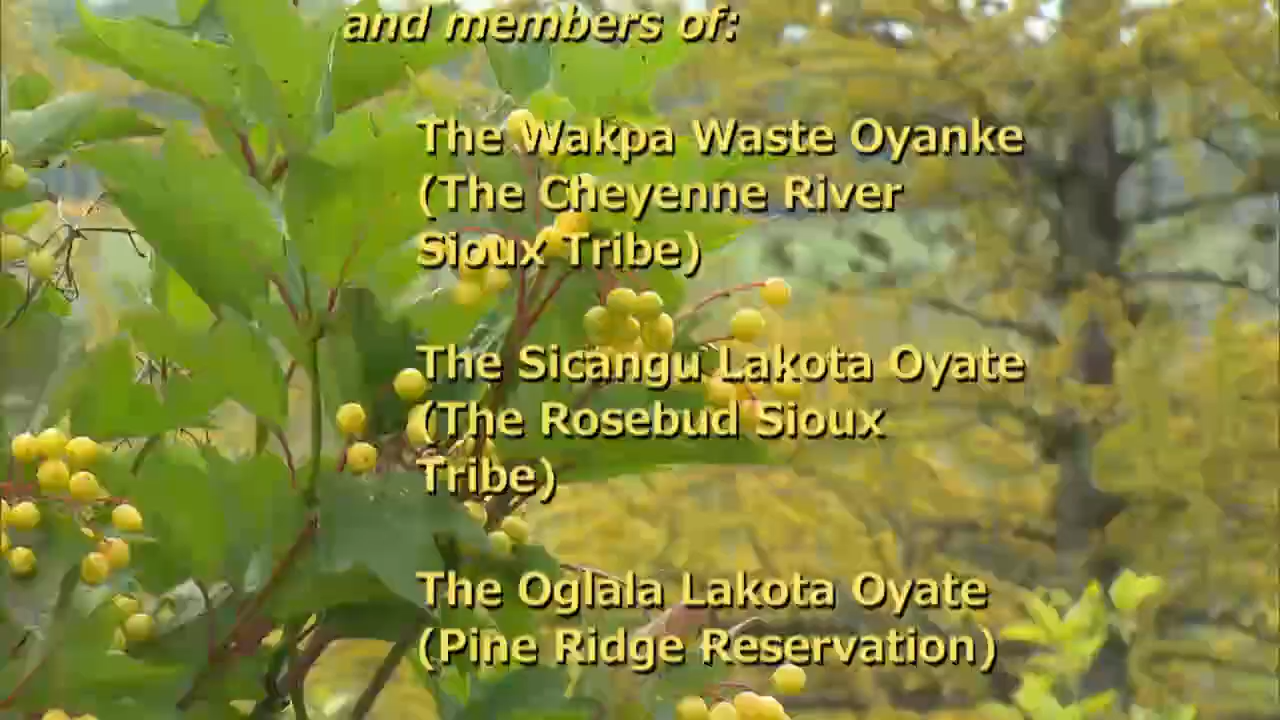 and members of:
The Wakpa Waste Oyanke
(The Cheyenne River
Sioux Tribe)
The Sicangu Lakota Oyate
(The Rosebud Sioux
Tribe)
The Oglala Lakota Oyate
(Pine Ridge Reservation)